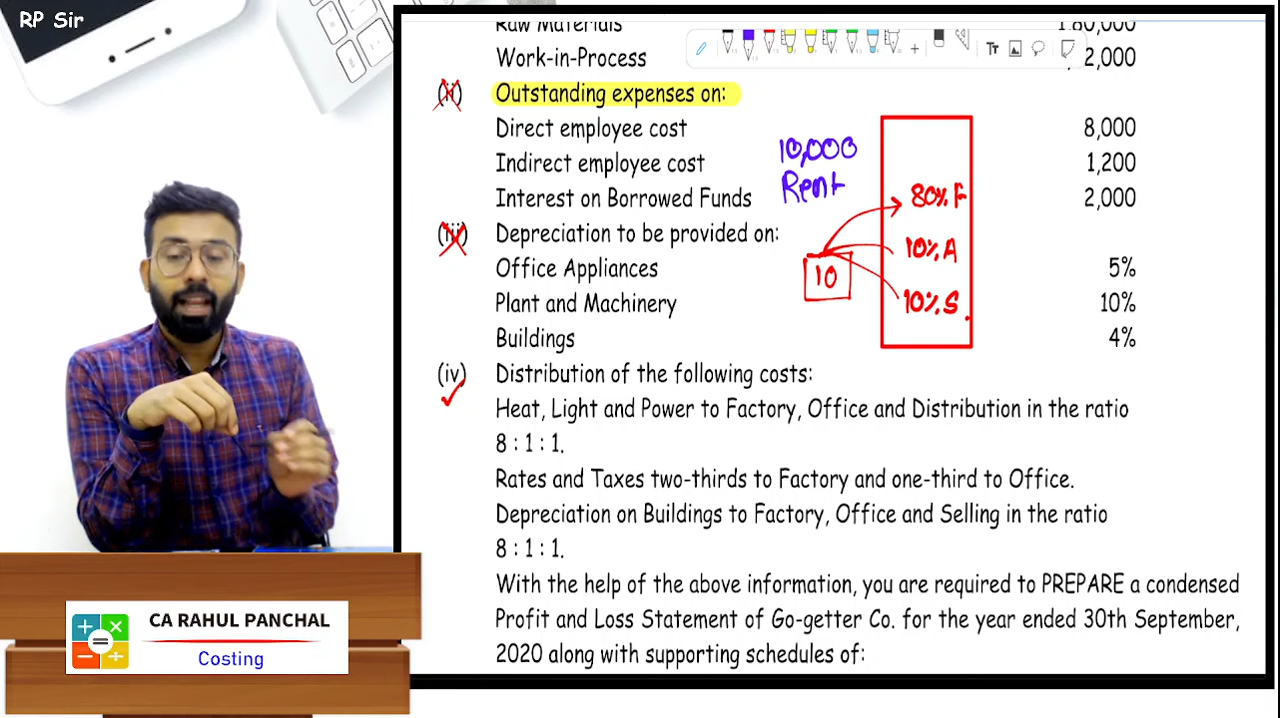 RP Sir
Raw Materials 1 80,000
Work-in-Process 2,000
(ii) Outstanding expenses on:
Direct employee cost 8,000
Indirect employee cost 1,200
Interest on Borrowed Funds 2,000
10,000
Rent
80% F
10% A
10% S
10
(iii) Depreciation to be provided on:
Office Appliances 5%
Plant and Machinery 10%
Buildings 4%
(iv) Distribution of the following costs:
Heat, Light and Power to Factory, Office and Distribution in the ratio
8 : 1 : 1.
Rates and Taxes two-thirds to Factory and one-third to Office.
Depreciation on Buildings to Factory, Office and Selling in the ratio
8 : 1 : 1.
With the help of the above information, you are required to PREPARE a condensed
Profit and Loss Statement of Go-getter Co. for the year ended 30th September,
2020 along with supporting schedules of:
CA RAHUL PANCHAL
Costing
Tr